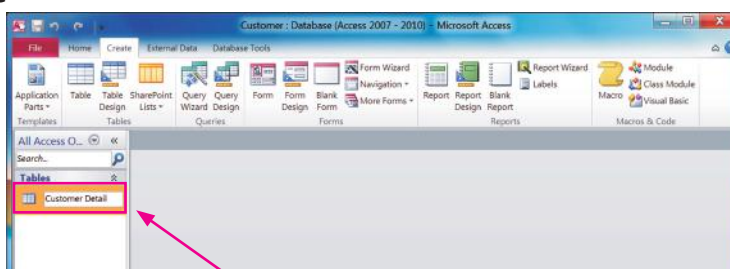 Customer : Database (Access 2007 - 2010) - Microsoft Access
File Home Create External Data Database Tools
Application Parts
Table
Table Design
SharePoint Lists
Query Wizard
Query Design
Form
Form Design
Blank Form
Form Wizard
Navigation
More Forms
Report
Report Design
Blank Report
Report Wizard
Labels
Macro
Module
Class Module
Visual Basic
Templates Tables Queries Forms Reports Macros & Code
All Access O... «
Search...
Tables
Customer Detail